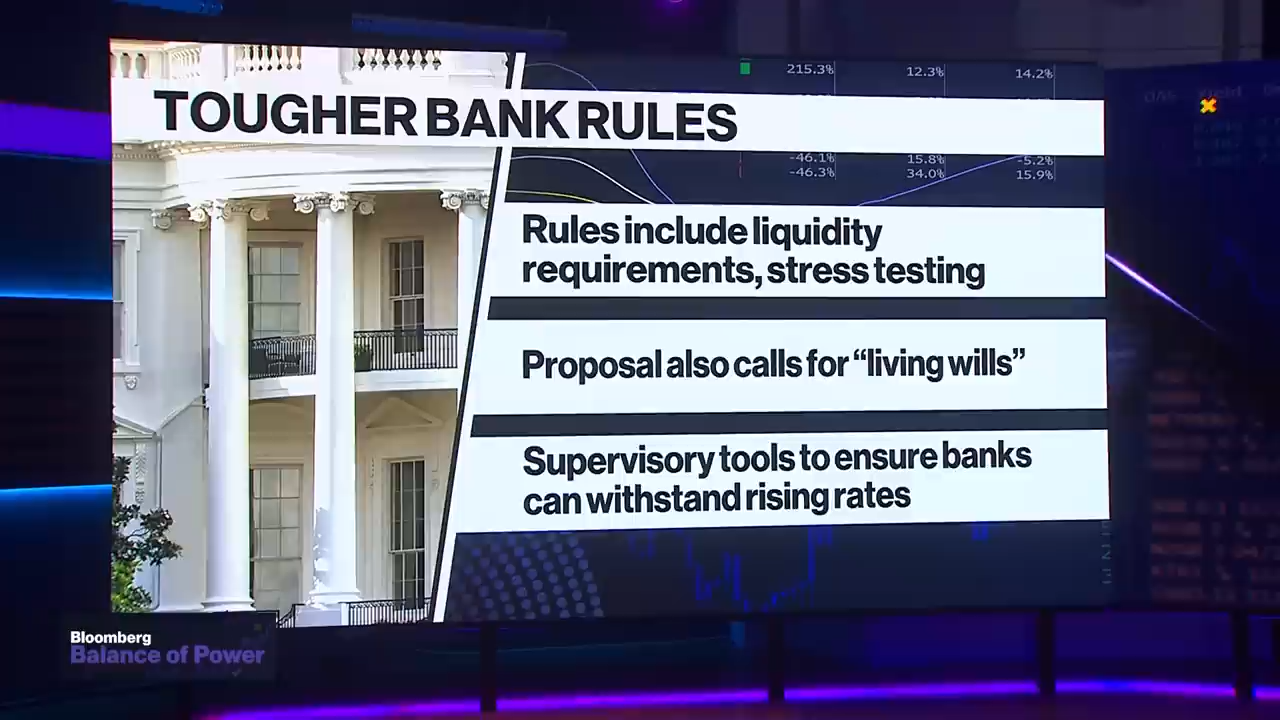 215.3% 12.3% 14.2%
TOUGHER BANK RULES
-46.1% 15.8% -5.2%
-46.3% 34.0% 15.9%
Rules include liquidity
requirements, stress testing
Proposal also calls for “living wills”
Supervisory tools to ensure banks
can withstand rising rates
Bloomberg
Balance of Power